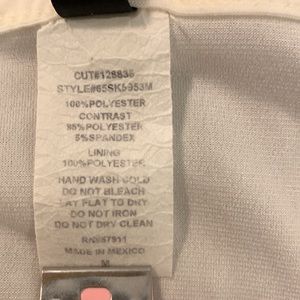 CUT#128836
STYLE#65SK5953M
100%POLYESTER
CONTRAST
95%POLYESTER
5%SPANDEX
LINING
100%POLYESTER
HAND WASH COLD
DO NOT BLEACH
LAY FLAT TO DRY
DO NOT IRON
DO NOT DRY CLEAN
RN#67911
MADE IN MEXICO
M